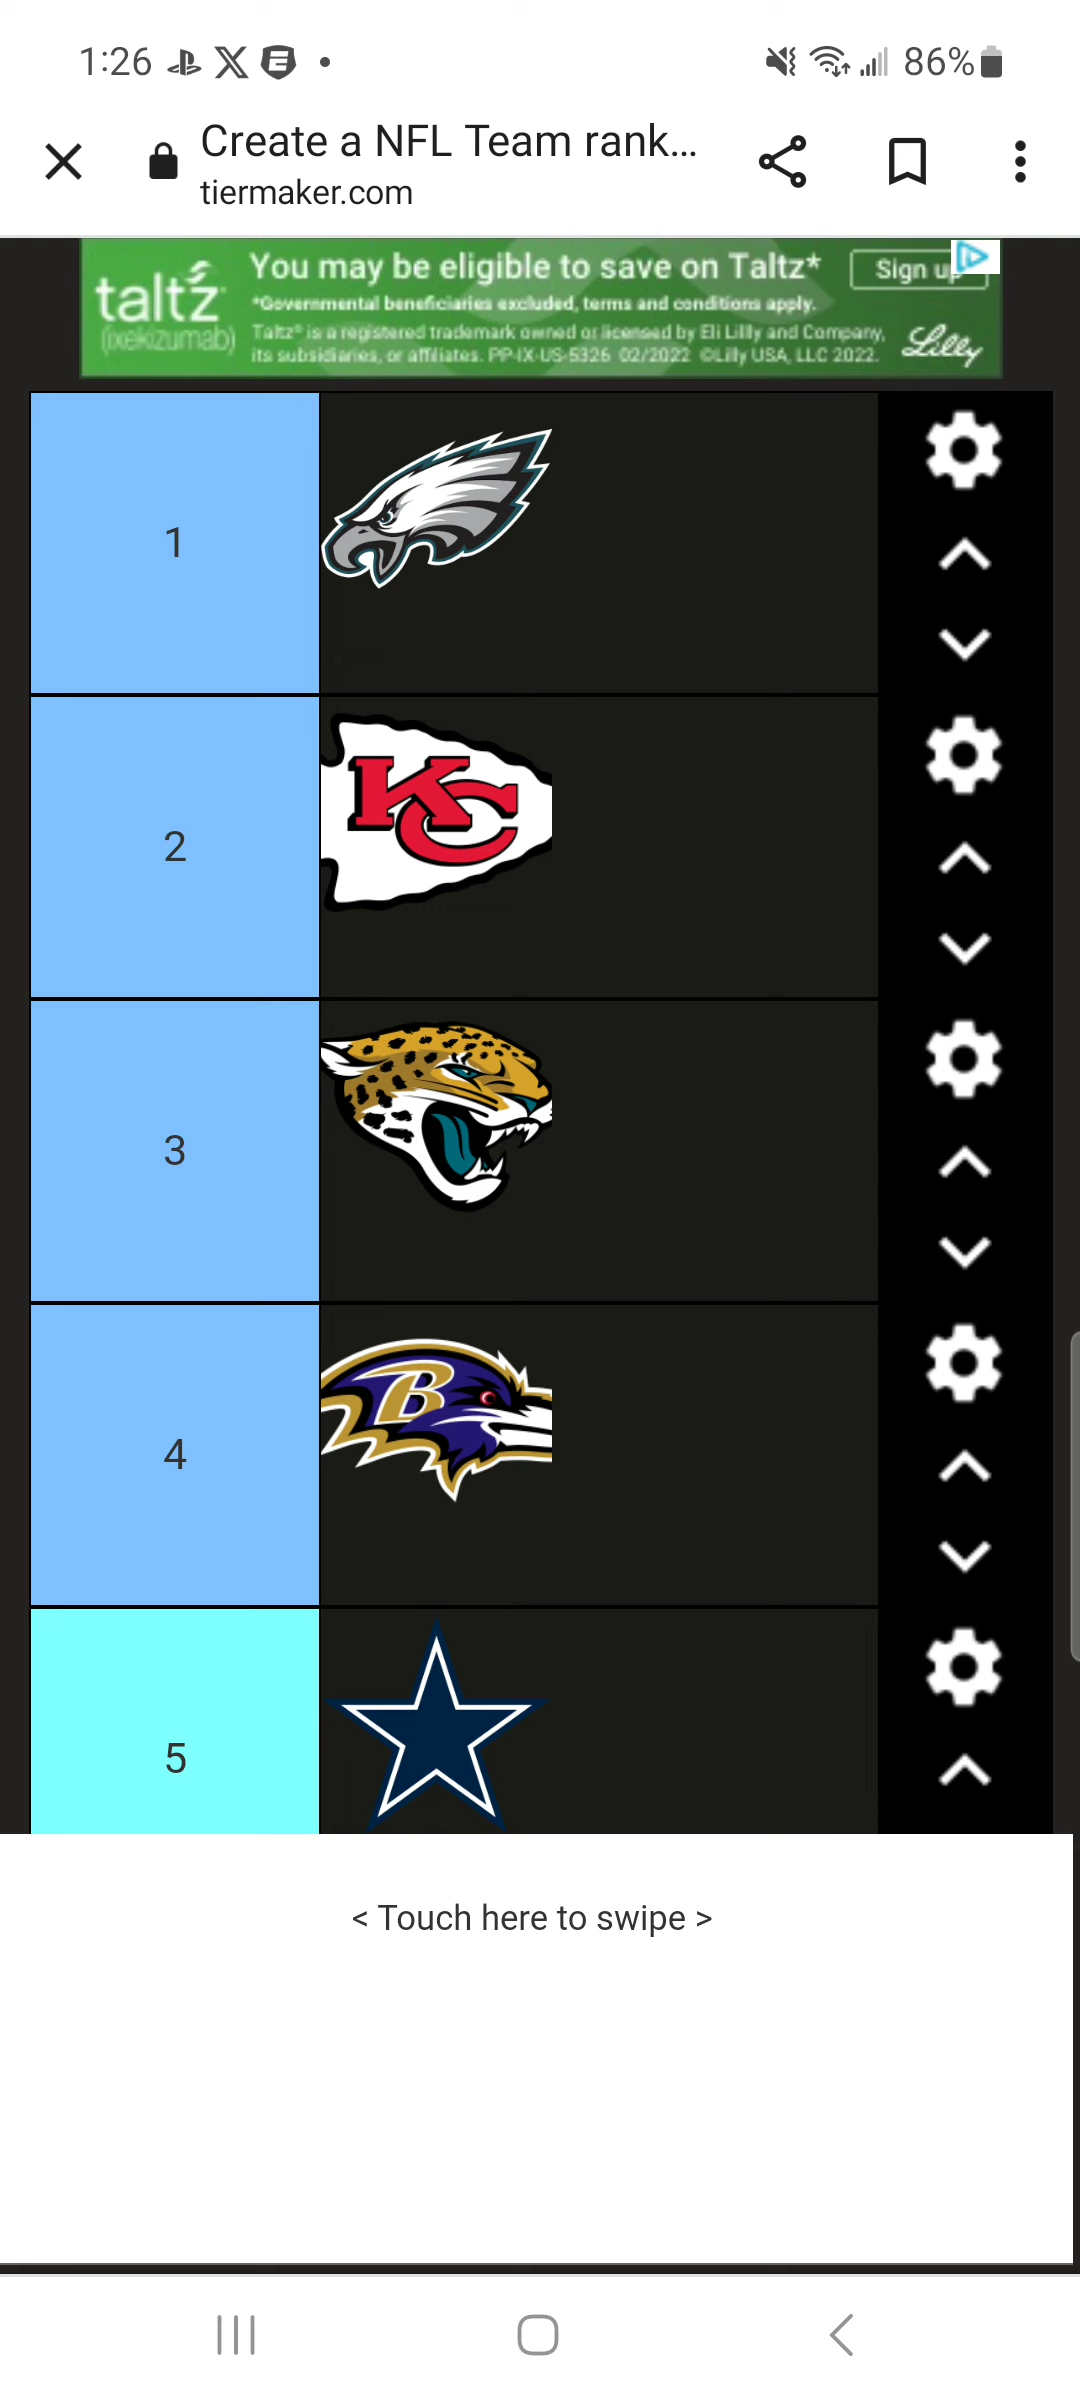 1:26
86%
Create a NFL Team rank...
tiermaker.com
taltz
(ixekizumab)
You may be eligible to save on Taltz*
*Governmental beneficiaries excluded, terms and conditions apply.
Taltz® is a registered trademark owned or licensed by Eli Lilly and Company,
its subsidiaries, or affiliates. PP-IX-US-5326 02/2022 ©Lilly USA, LLC 2022.
Sign up
Lilly
1
2
KC
3
4
B
5
< Touch here to swipe >